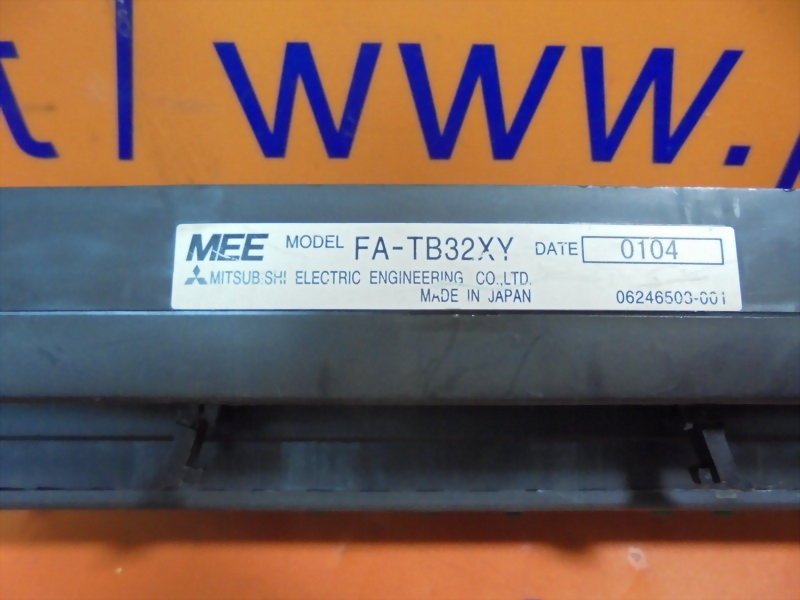 www.
MEE MODEL FA-TB32XY DATE 0104
MITSUBISHI ELECTRIC ENGINEERING CO.,LTD.
MADE IN JAPAN 06246503-001